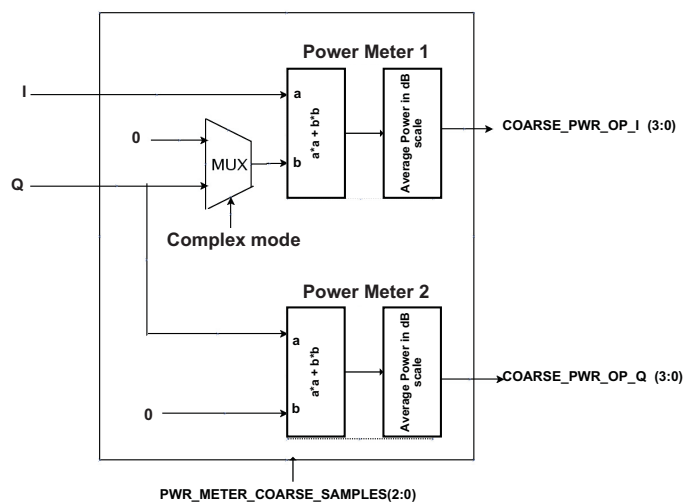 Power Meter 1
I
a
0
MUX
b
a*a + b*b
Average Power in dB
scale
COARSE_PWR_OP_I (3:0)
Q
Complex mode
Power Meter 2
a
0
b
a*a + b*b
Average Power in dB
scale
COARSE_PWR_OP_Q (3:0)
PWR_METER_COARSE_SAMPLES(2:0)